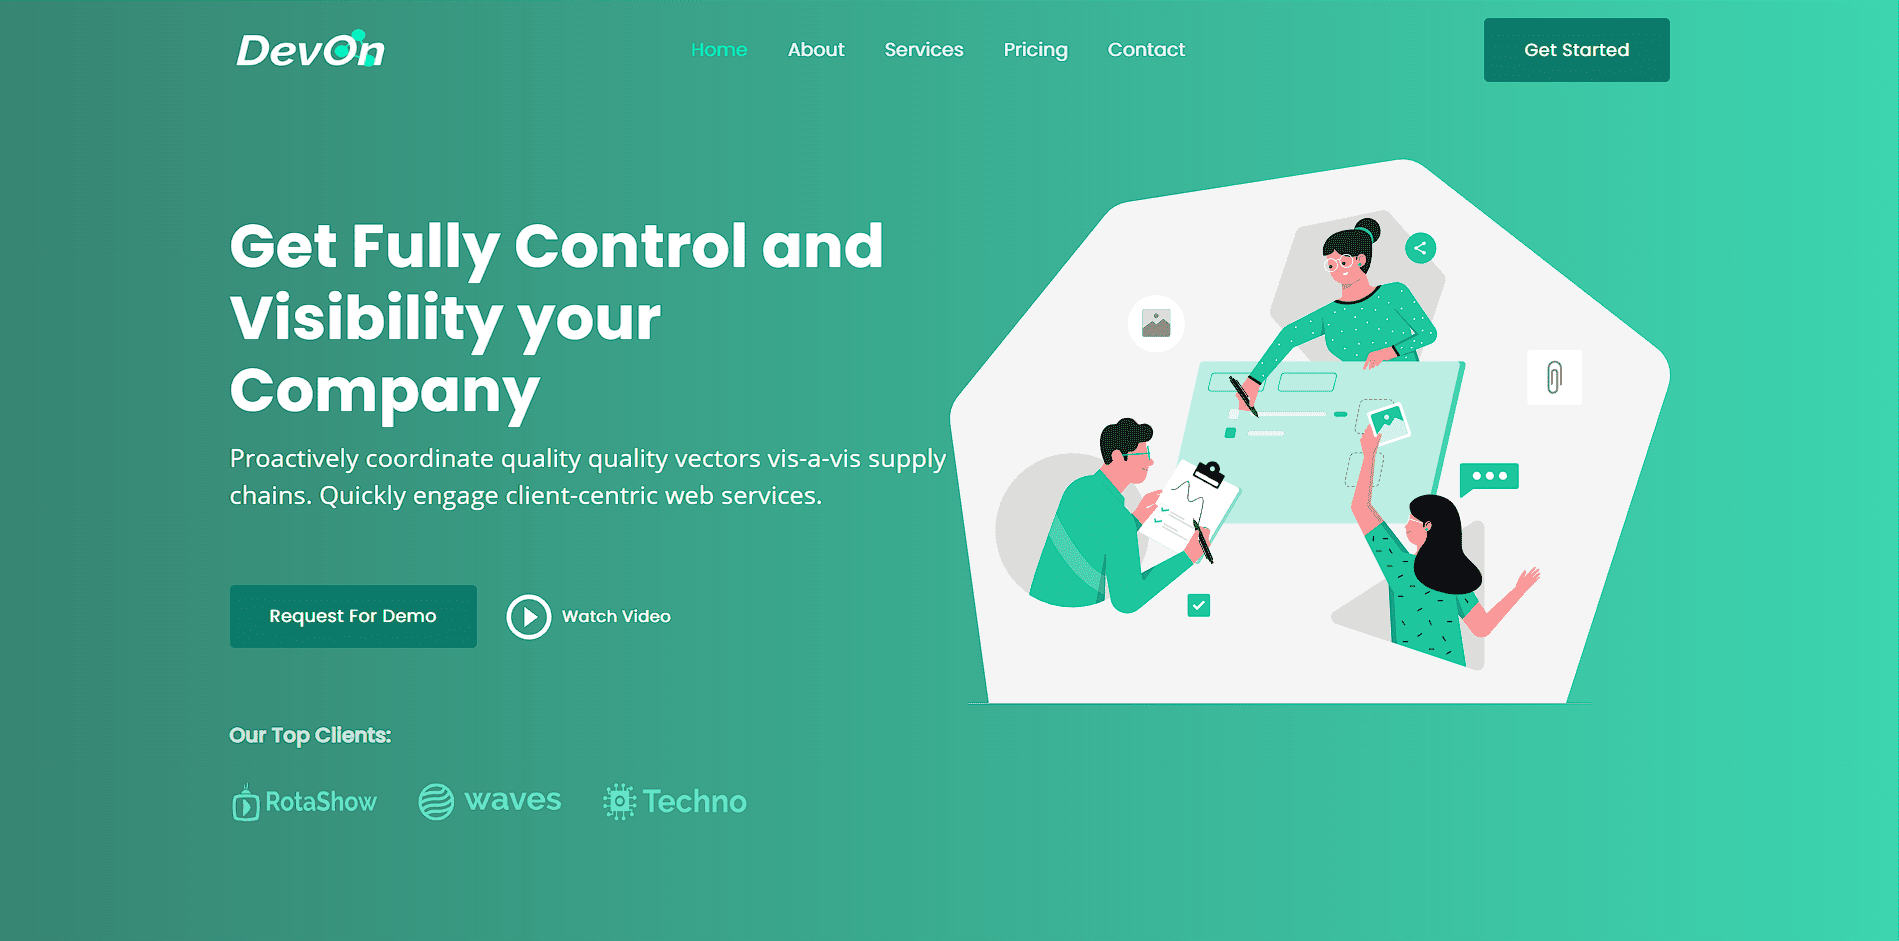 DevOn
Home About Services Pricing Contact
Get Started
Get Fully Control and
Visibility your
Company
Proactively coordinate quality quality vectors vis-a-vis supply
chains. Quickly engage client-centric web services.
Request For Demo
Watch Video
Our Top Clients:
RotaShow waves Techno